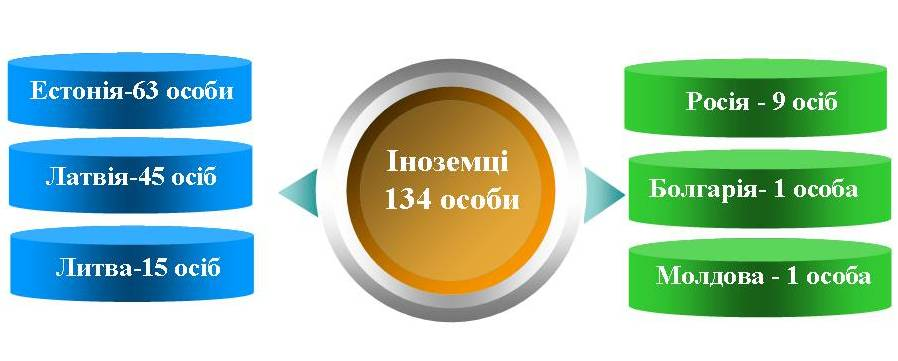 Естонія-63 особи
Латвія-45 осіб
Литва-15 осіб
Іноземці
134 особи
Росія - 9 осіб
Болгарія- 1 особа
Молдова - 1 особа